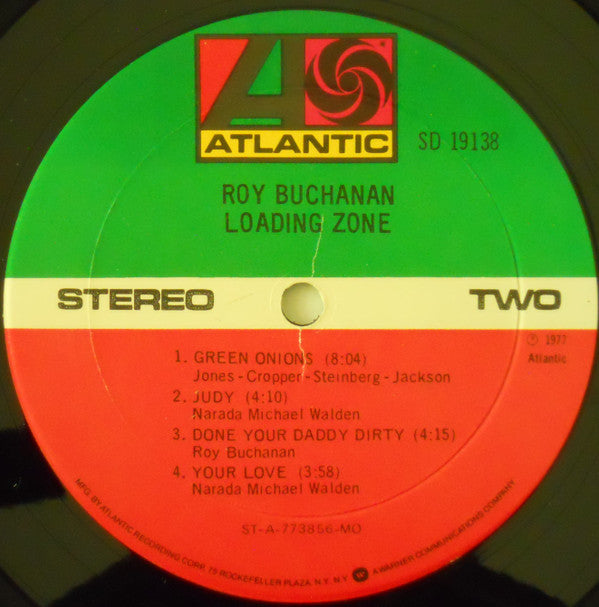 ATLANTIC
SD 19138
ROY BUCHANAN
LOADING ZONE
STEREO
TWO
℗ 1977
Atlantic
1. GREEN ONIONS (8:04)
Jones-Cropper-Steinberg-Jackson
2. JUDY (4:10)
Narada Michael Walden
3. DONE YOUR DADDY DIRTY (4:15)
Roy Buchanan
4. YOUR LOVE (3:58)
Narada Michael Walden
ST-A-773856-MO
MFG. BY ATLANTIC RECORDING CORP. 75 ROCKEFELLER PLAZA, N.Y. N.Y. A WARNER COMMUNICATIONS COMPANY